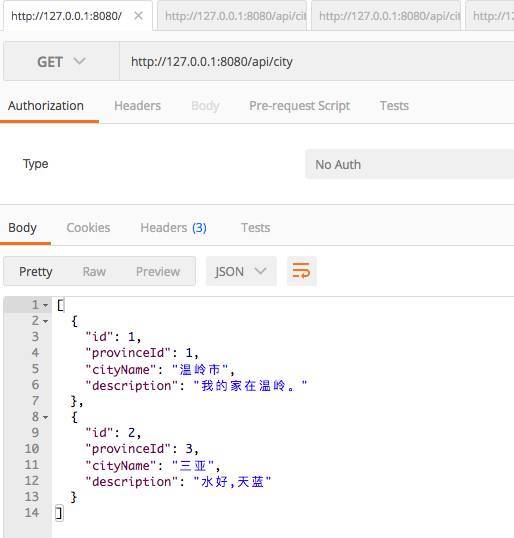 http://127.0.0.1:8080/
http://127.0.0.1:8080/api/cit
http://127.0.0.1:8080/api/cit
http://12
GET
http://127.0.0.1:8080/api/city
Authorization
Headers
Body
Pre-request Script
Tests
Type
No Auth
Body
Cookies
Headers (3)
Tests
Pretty
Raw
Preview
JSON
1 [
2 {
3 "id": 1,
4 "provinceId": 1,
5 "cityName": "温岭市",
6 "description": "我的家在温岭。"
7 },
8 {
9 "id": 2,
10 "provinceId": 3,
11 "cityName": "三亚",
12 "description": "水好,天蓝"
13 }
14 ]